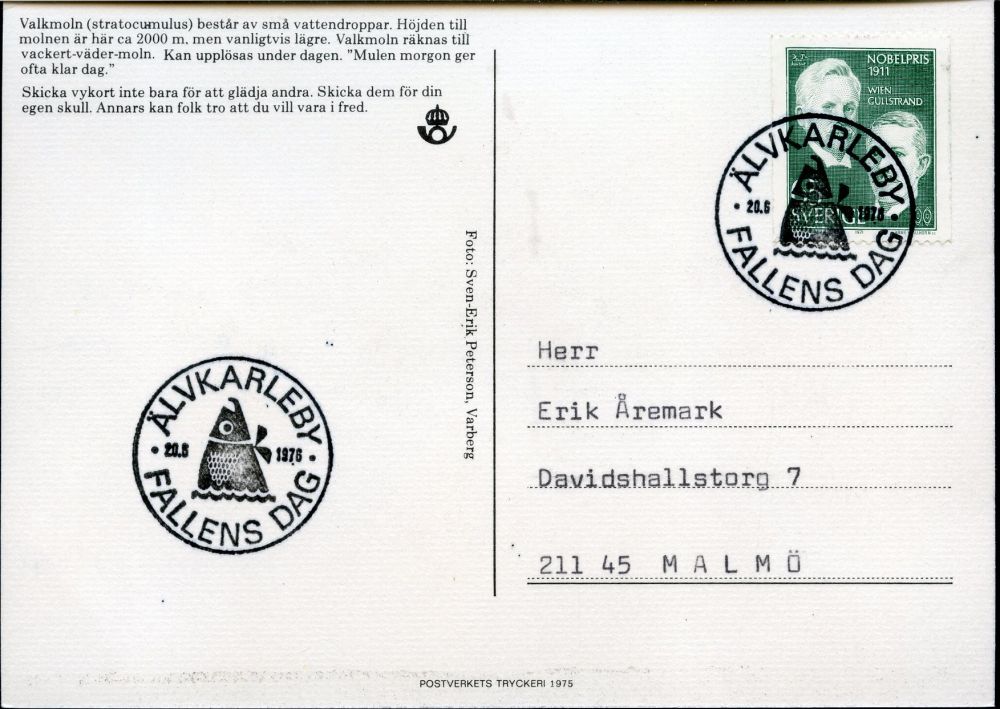 Valkmoln (stratocumulus) består av små vattendroppar. Höjden till
molnen är här ca 2000 m, men vanligtvis lägre. Valkmoln räknas till
vackert-väder-moln. Kan upplösas under dagen. "Mulen morgon ger
ofta klar dag."
Skicka vykort inte bara för att glädja andra. Skicka dem för din
egen skull. Annars kan folk tro att du vill vara i fred.
Foto: Sven-Erik Peterson, Varberg
NOBELPRIS
1911
WIEN
GULLSTRAND
SVERIGE
ÄLVKARLEBY
20.6 1976
FALLENS DAG
Herr
Erik Åremark
Davidshallstorg 7
211 45 M A L M Ö
ÄLVKARLEBY
20.6 1976
FALLENS DAG
POSTVERKETS TRYCKERI 1975